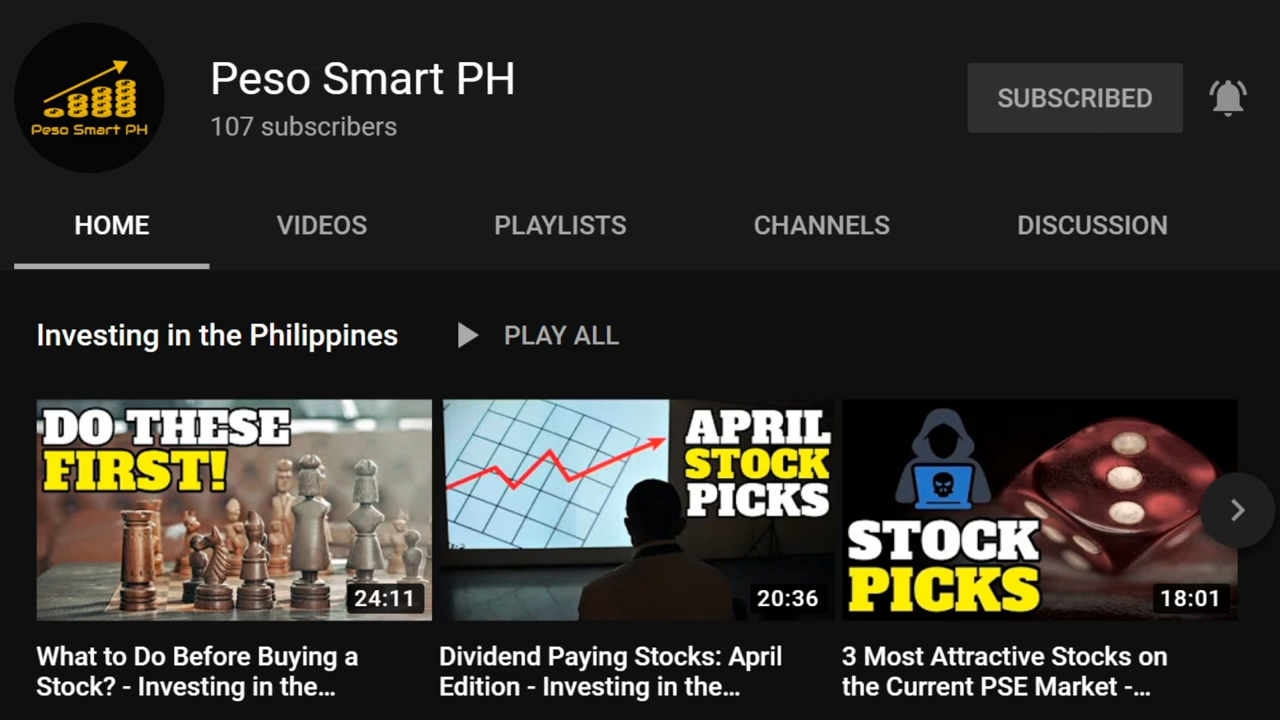 Peso Smart PH
Peso Smart PH
107 subscribers
SUBSCRIBED
HOME
VIDEOS
PLAYLISTS
CHANNELS
DISCUSSION
Investing in the Philippines
PLAY ALL
DO THESE
FIRST!
24:11
What to Do Before Buying a
Stock? - Investing in the...
APRIL
STOCK
PICKS
20:36
Dividend Paying Stocks: April
Edition - Investing in the...
STOCK
PICKS
18:01
3 Most Attractive Stocks on
the Current PSE Market -...